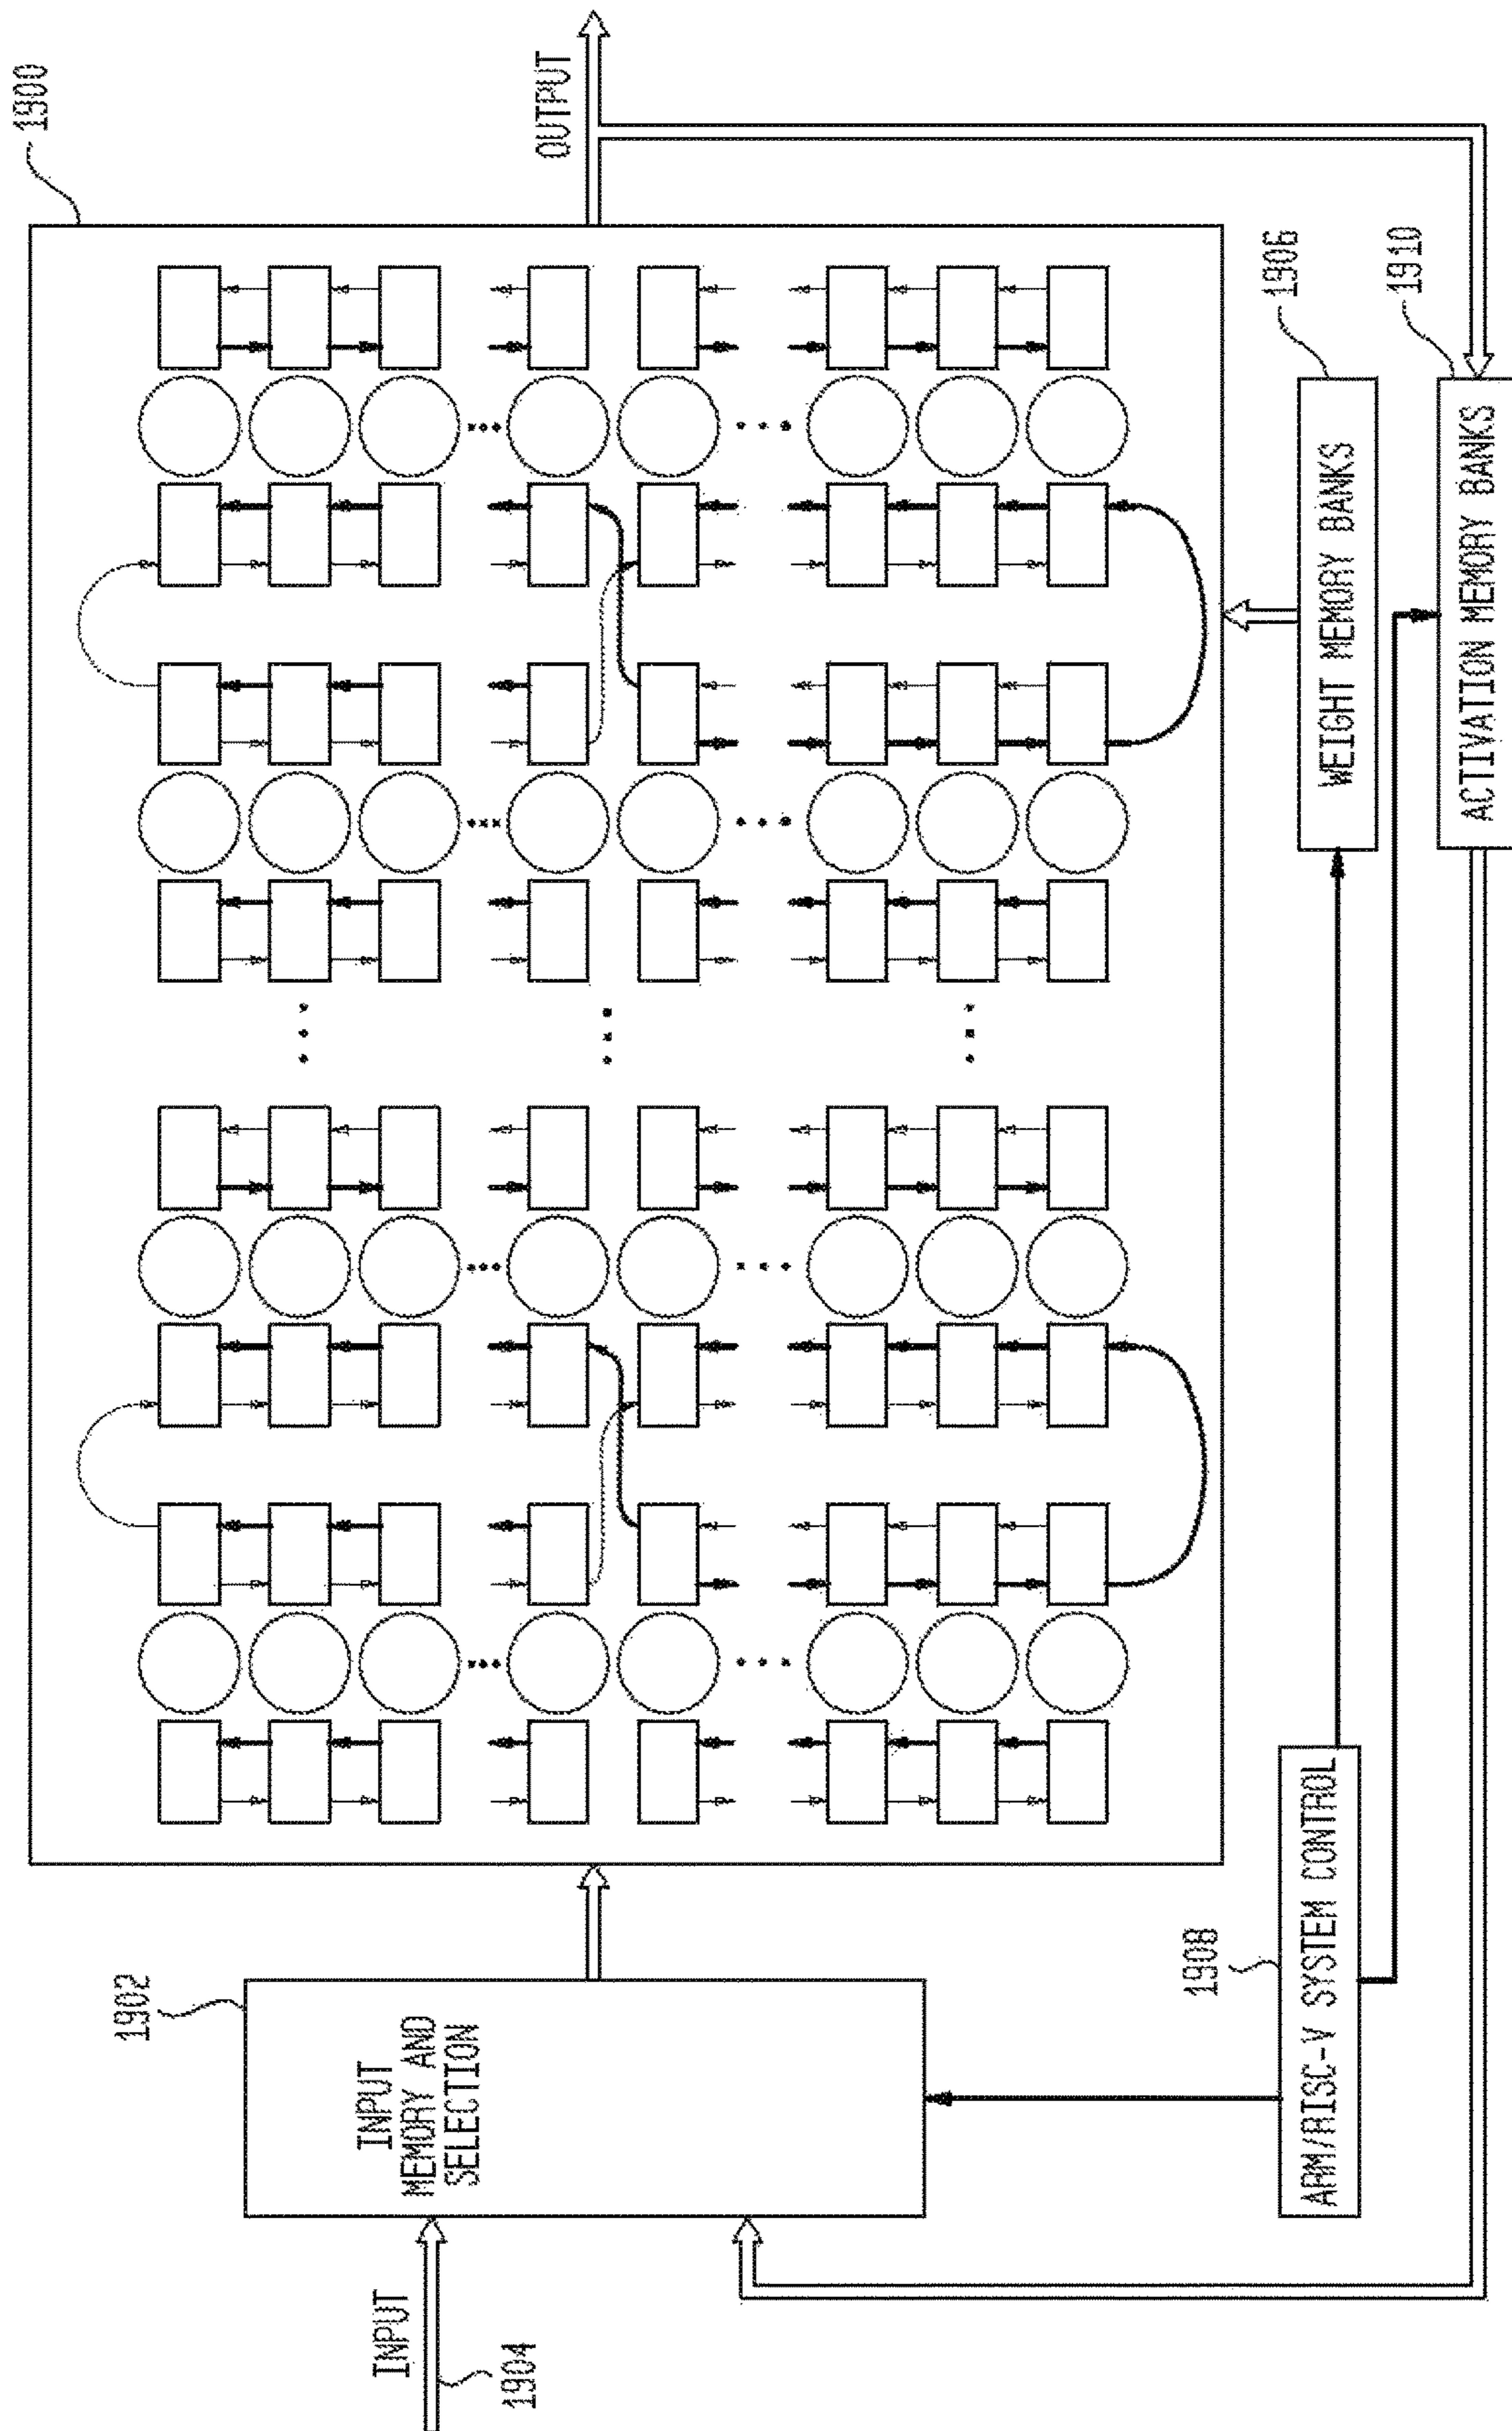 1900
OUTPUT
1902
INPUT
MEMORY AND
SELECTION
INPUT
1904
1908
ARM/RISC-V SYSTEM CONTROL
1906
WEIGHT MEMORY BANKS
1910
ACTIVATION MEMORY BANKS